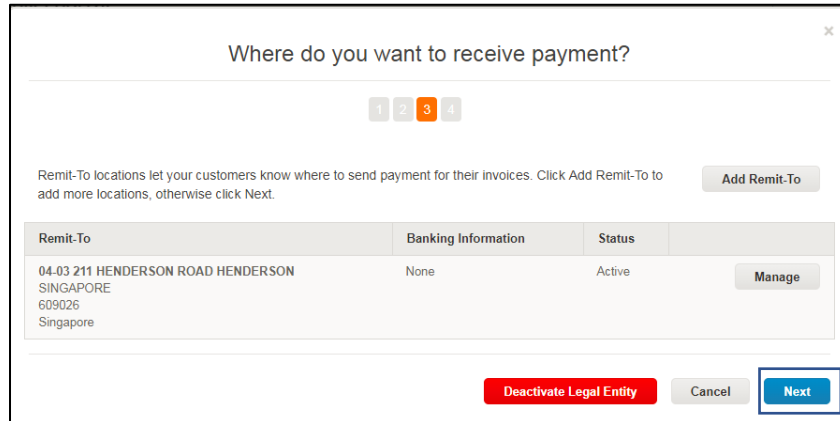 ×
Where do you want to receive payment?
1 2 3 4
Remit-To locations let your customers know where to send payment for their invoices. Click Add Remit-To to
add more locations, otherwise click Next.
Add Remit-To
Remit-To Banking Information Status
04-03 211 HENDERSON ROAD HENDERSON None Active Manage
SINGAPORE
609026
Singapore
Deactivate Legal Entity Cancel Next